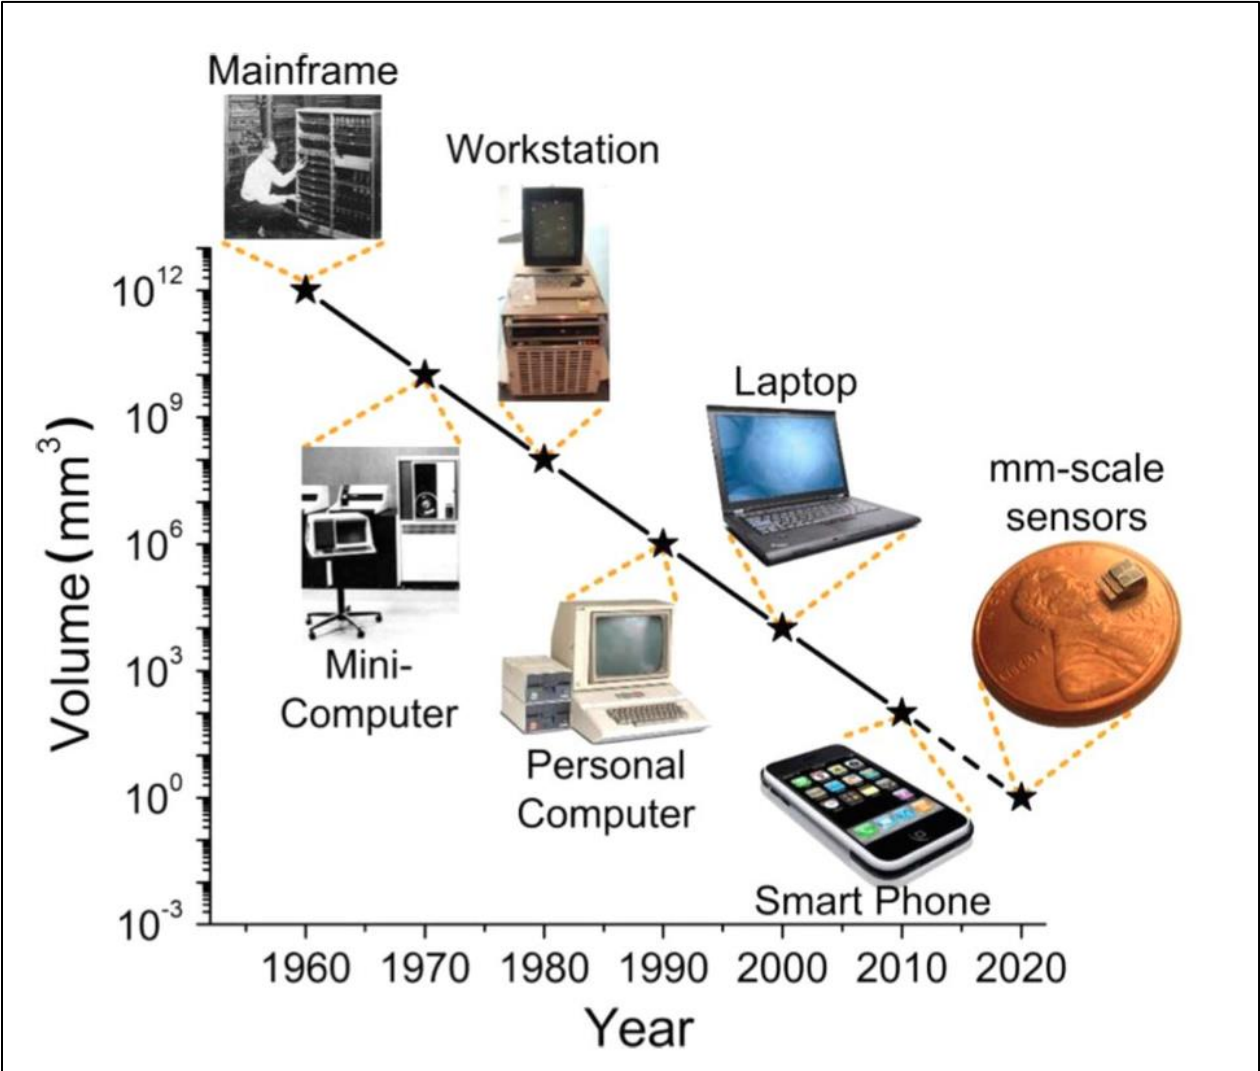 Mainframe
Workstation
Laptop
mm-scale
sensors
Mini-
Computer
Personal
Computer
Smart Phone
Volume (mm³)
10¹²
10⁹
10⁶
10³
10⁰
10⁻³
1960 1970 1980 1990 2000 2010 2020
Year